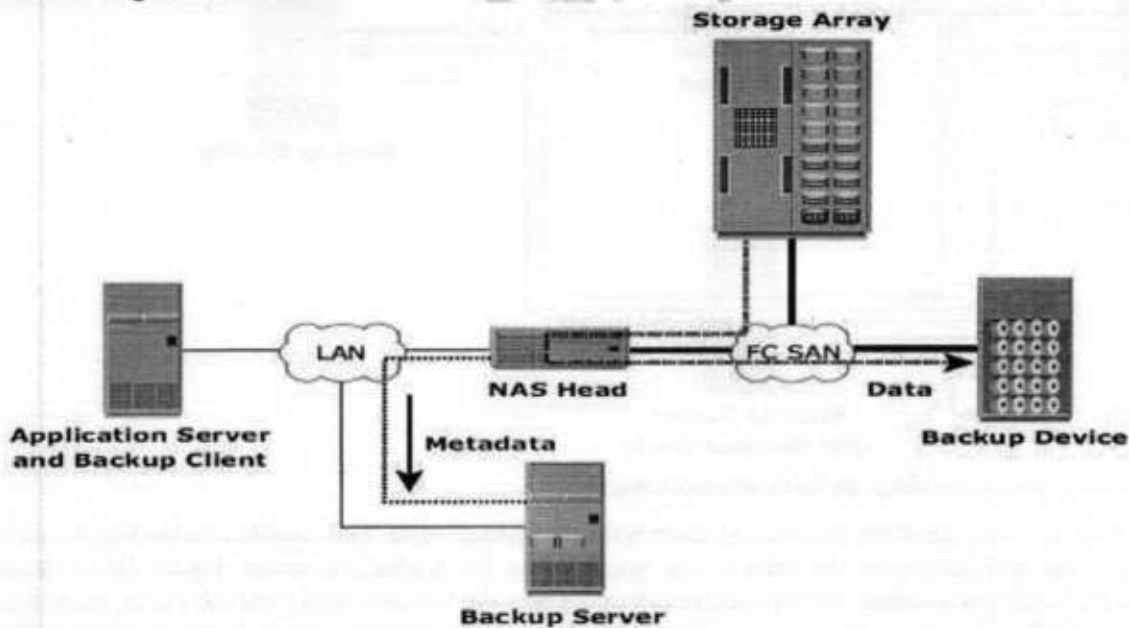 Storage Array
LAN
FC SAN
NAS Head
Data
Application Server
and Backup Client
Metadata
Backup Device
Backup Server